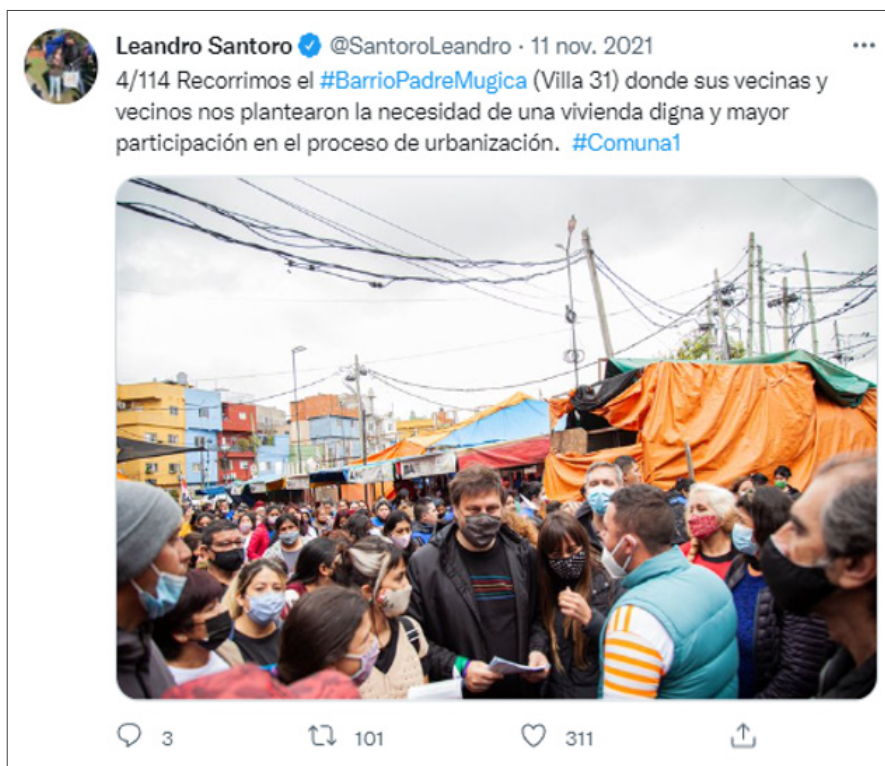 Leandro Santoro @SantoroLeandro · 11 nov. 2021
4/114 Recorrimos el #BarrioPadreMugica (Villa 31) donde sus vecinas y
vecinos nos plantearon la necesidad de una vivienda digna y mayor
participación en el proceso de urbanización. #Comuna1
3 101 311